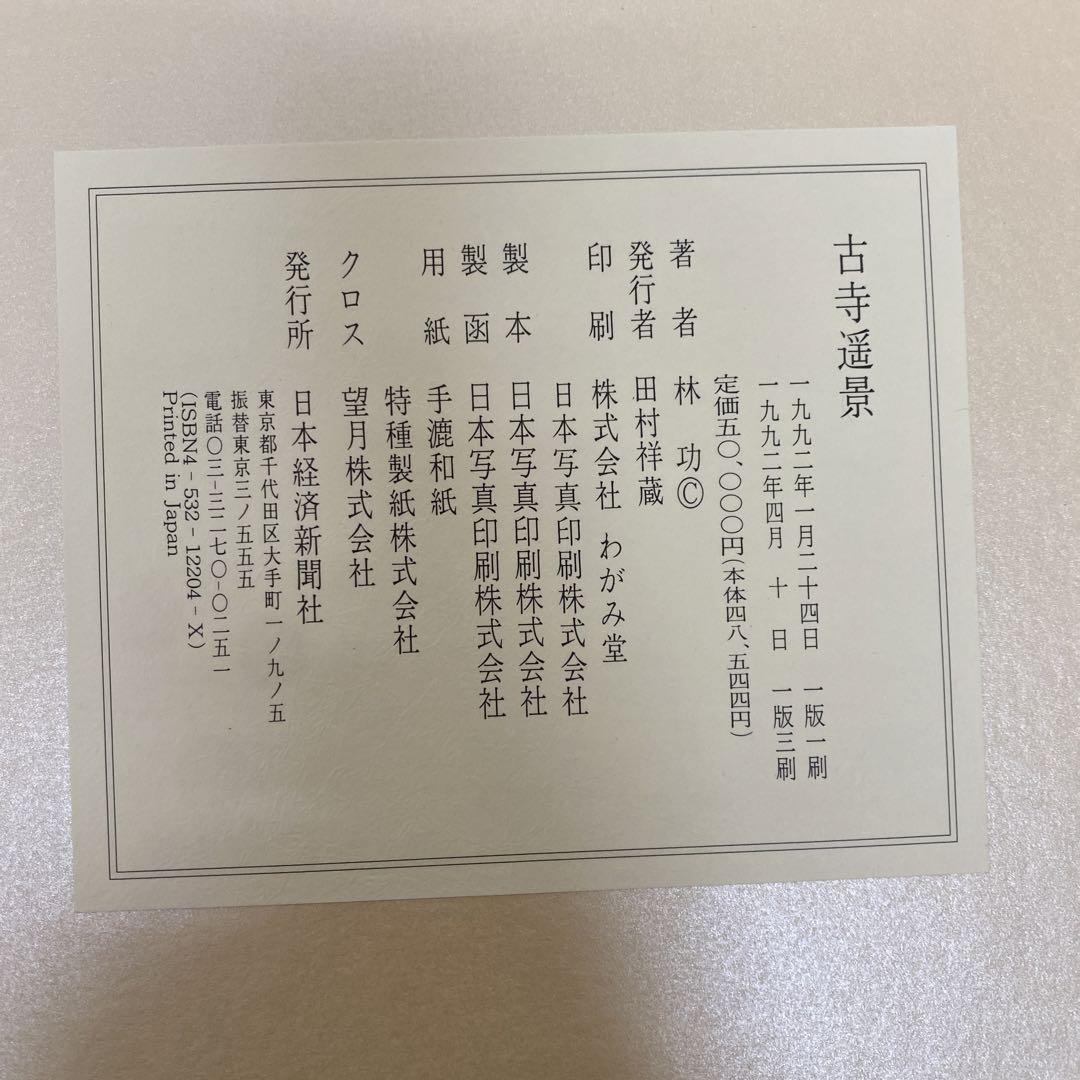 古寺遥景
一九九二年一月二十四日 一版一刷
一九九二年四月 十 日 一版三刷
定価五〇、〇〇〇円(本体四八、五四四円)
著者 林 功©
発行者 田村祥蔵
印刷 株式会社 わがみ堂
日本写真印刷株式会社
製本 日本写真印刷株式会社
製函 日本写真印刷株式会社
用紙 手漉和紙
特種製紙株式会社
クロス 望月株式会社
発行所 日本経済新聞社
東京都千代田区大手町一ノ九ノ五
振替東京三ノ五五五
電話〇三-三二七〇-〇二五一
(ISBN4-532-12204-X)
Printed in Japan